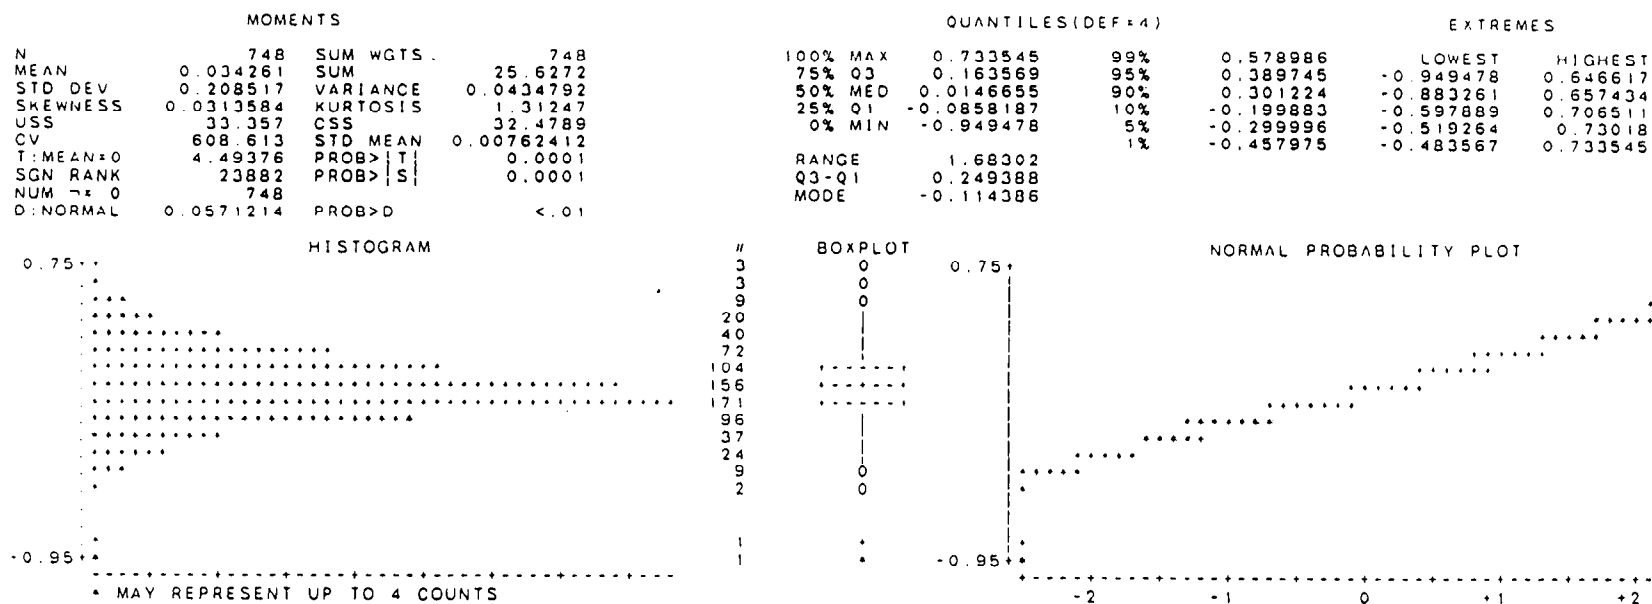 MOMENTS
N 748 SUM WGTS. 748
MEAN 0.034261 SUM 25.6272
STD DEV 0.208517 VARIANCE 0.0434792
SKEWNESS 0.0313584 KURTOSIS 1.31247
USS 33.357 CSS 32.4789
CV 608.613 STD MEAN 0.00762412
T:MEAN=0 4.49376 PROB>|T| 0.0001
SGN RANK 23882 PROB>|S| 0.0001
NUM ¬= 0 748
D:NORMAL 0.0571214 PROB>D <.01
QUANTILES(DEF=4)
100% MAX 0.733545 99% 0.578986
75% Q3 0.163569 95% 0.389745
50% MED 0.0146655 90% 0.301224
25% Q1 -0.0858187 10% -0.199883
0% MIN -0.949478 5% -0.299996
1% -0.457975
RANGE 1.68302
Q3-Q1 0.249388
MODE -0.114386
EXTREMES
LOWEST HIGHEST
-0.949478 0.646617
-0.883261 0.657434
-0.597889 0.706511
-0.519264 0.73018
-0.483567 0.733545
HISTOGRAM # BOXPLOT
0.75 3 0
3 0
9 0
20
40
72
104
156
171
96
37
24
9 0
2 0
1 *
-0.95 1 *
* MAY REPRESENT UP TO 4 COUNTS
NORMAL PROBABILITY PLOT
0.75
-0.95
-2 -1 0 +1 +2